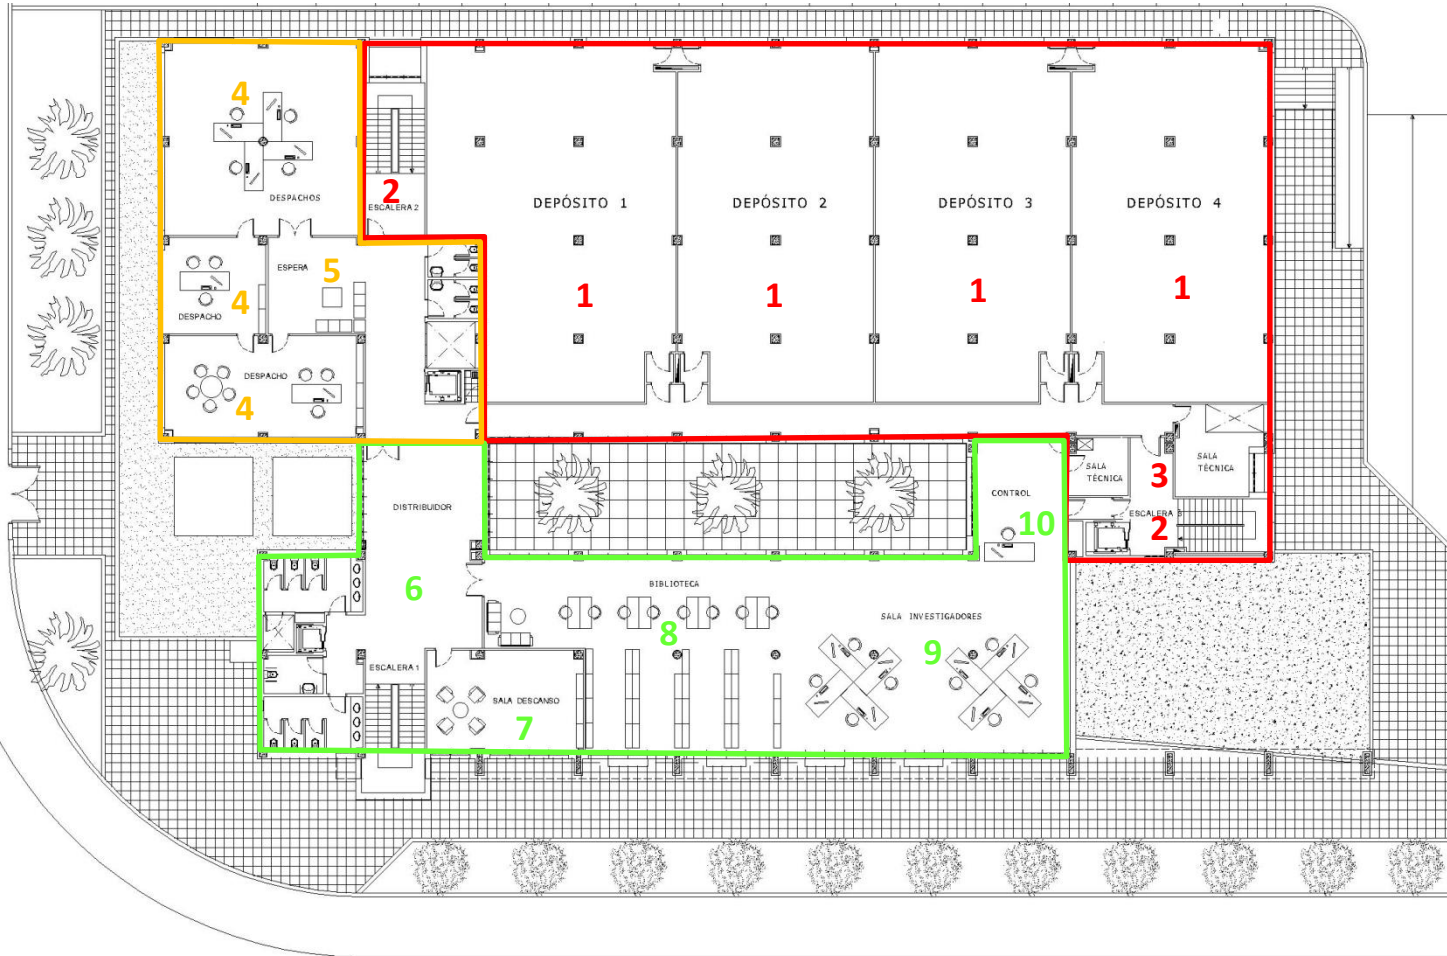 4
DESPACHOS
2
ESCALERA 2
DEPÓSITO 1
DEPÓSITO 2
DEPÓSITO 3
DEPÓSITO 4
ESPERA
5
4
DESPACHO
1
1
1
1
DESPACHO
4
SALA
TÉCNICA
3
SALA
TÉCNICA
CONTROL
10
DISTRIBUIDOR
ESCALERA 3
2
6
BIBLIOTECA
8
SALA INVESTIGADORES
9
ESCALERA 1
SALA DESCANSO
7